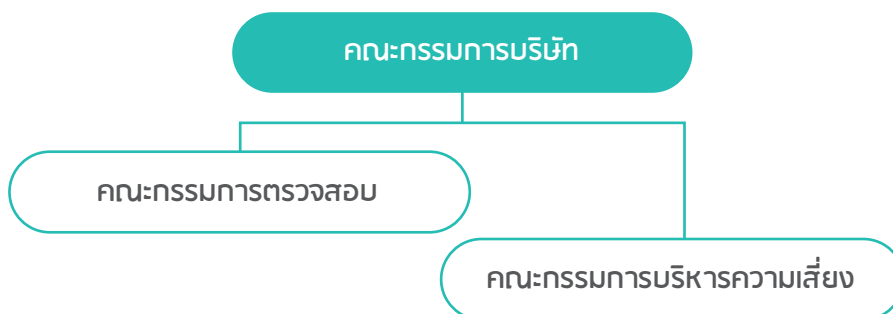 คณะกรรมการบริษัท
คณะกรรมการตรวจสอบ
คณะกรรมการบริหารความเสี่ยง